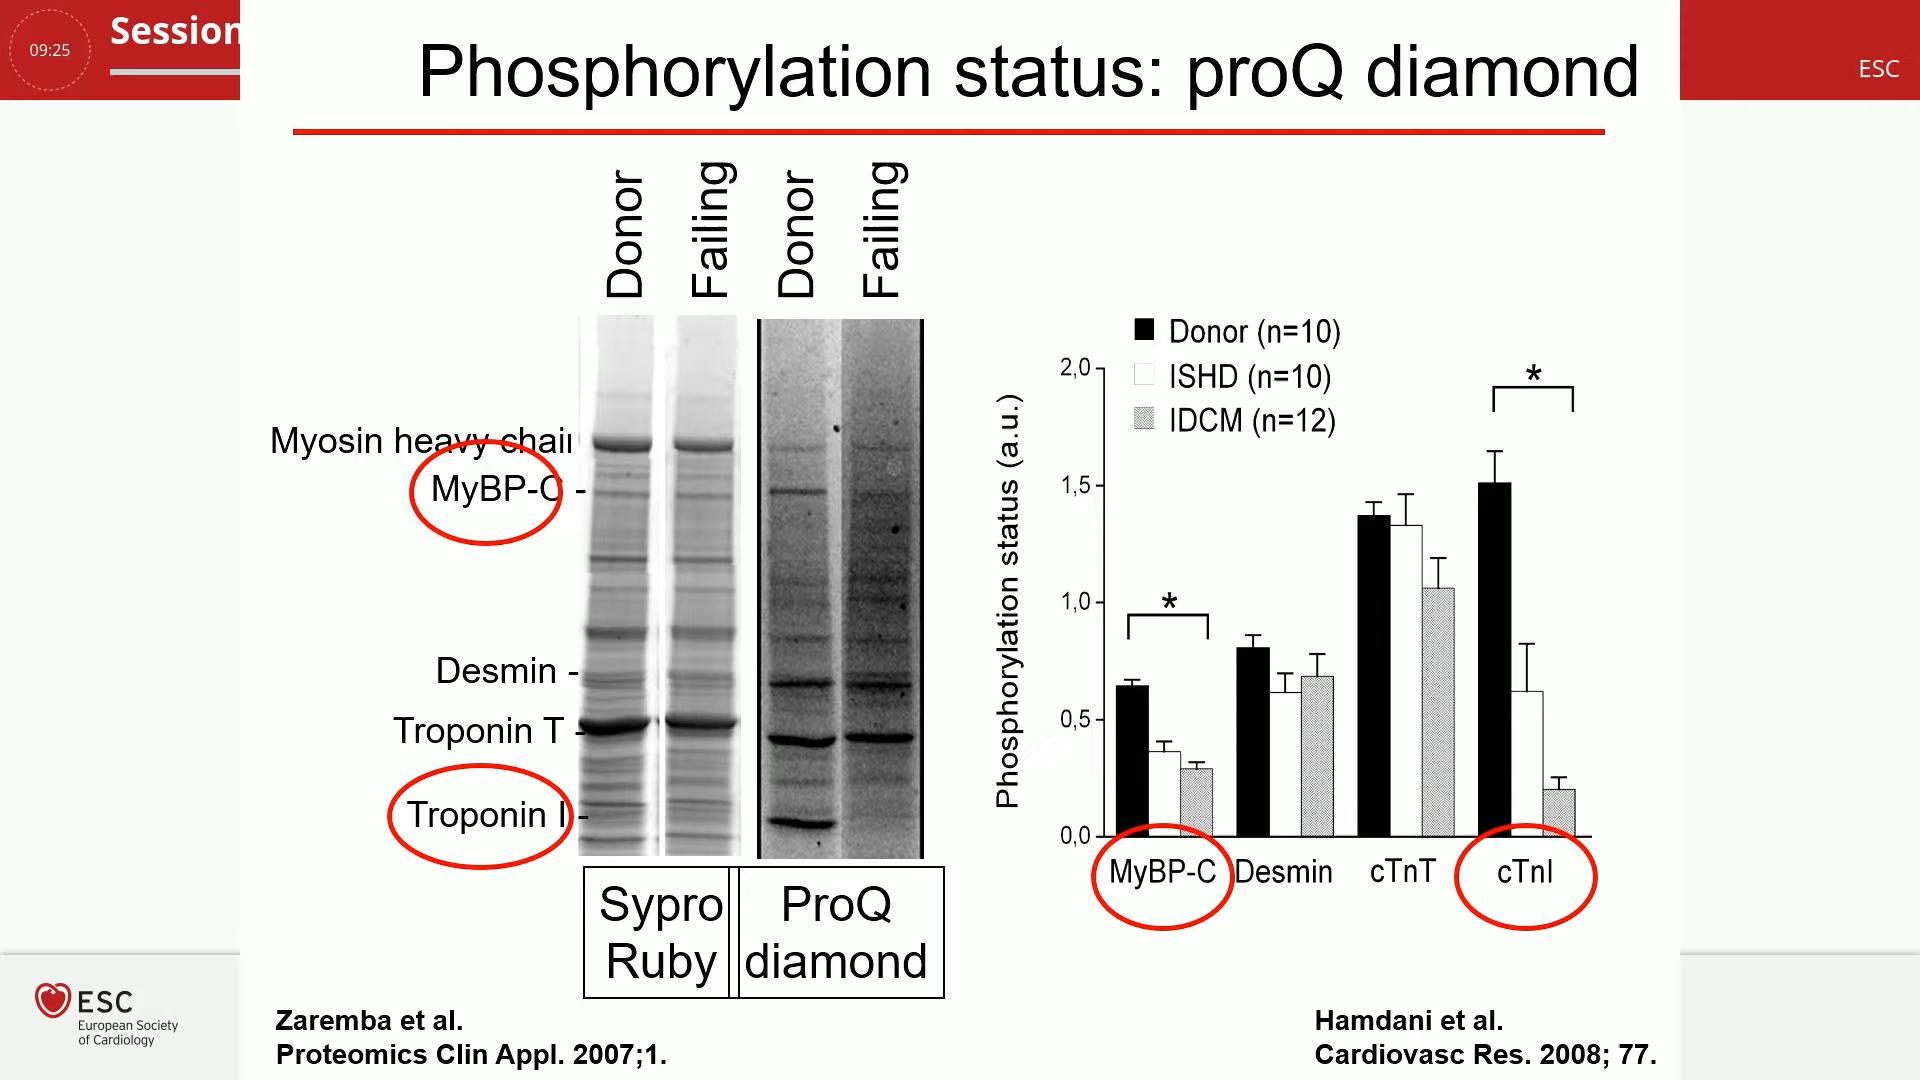 09:25
Session
ESC
Phosphorylation status: proQ diamond
Donor
Failing
Donor
Failing
Myosin heavy chain
MyBP-C -
Desmin -
Troponin T -
Troponin I -
Sypro
Ruby
ProQ
diamond
Donor (n=10)
ISHD (n=10)
IDCM (n=12)
Phosphorylation status (a.u.)
2,0
1,5
1,0
0,5
0,0
*
*
MyBP-C
Desmin
cTnT
cTnI
ESC
European Society
of Cardiology
Zaremba et al.
Proteomics Clin Appl. 2007;1.
Hamdani et al.
Cardiovasc Res. 2008; 77.